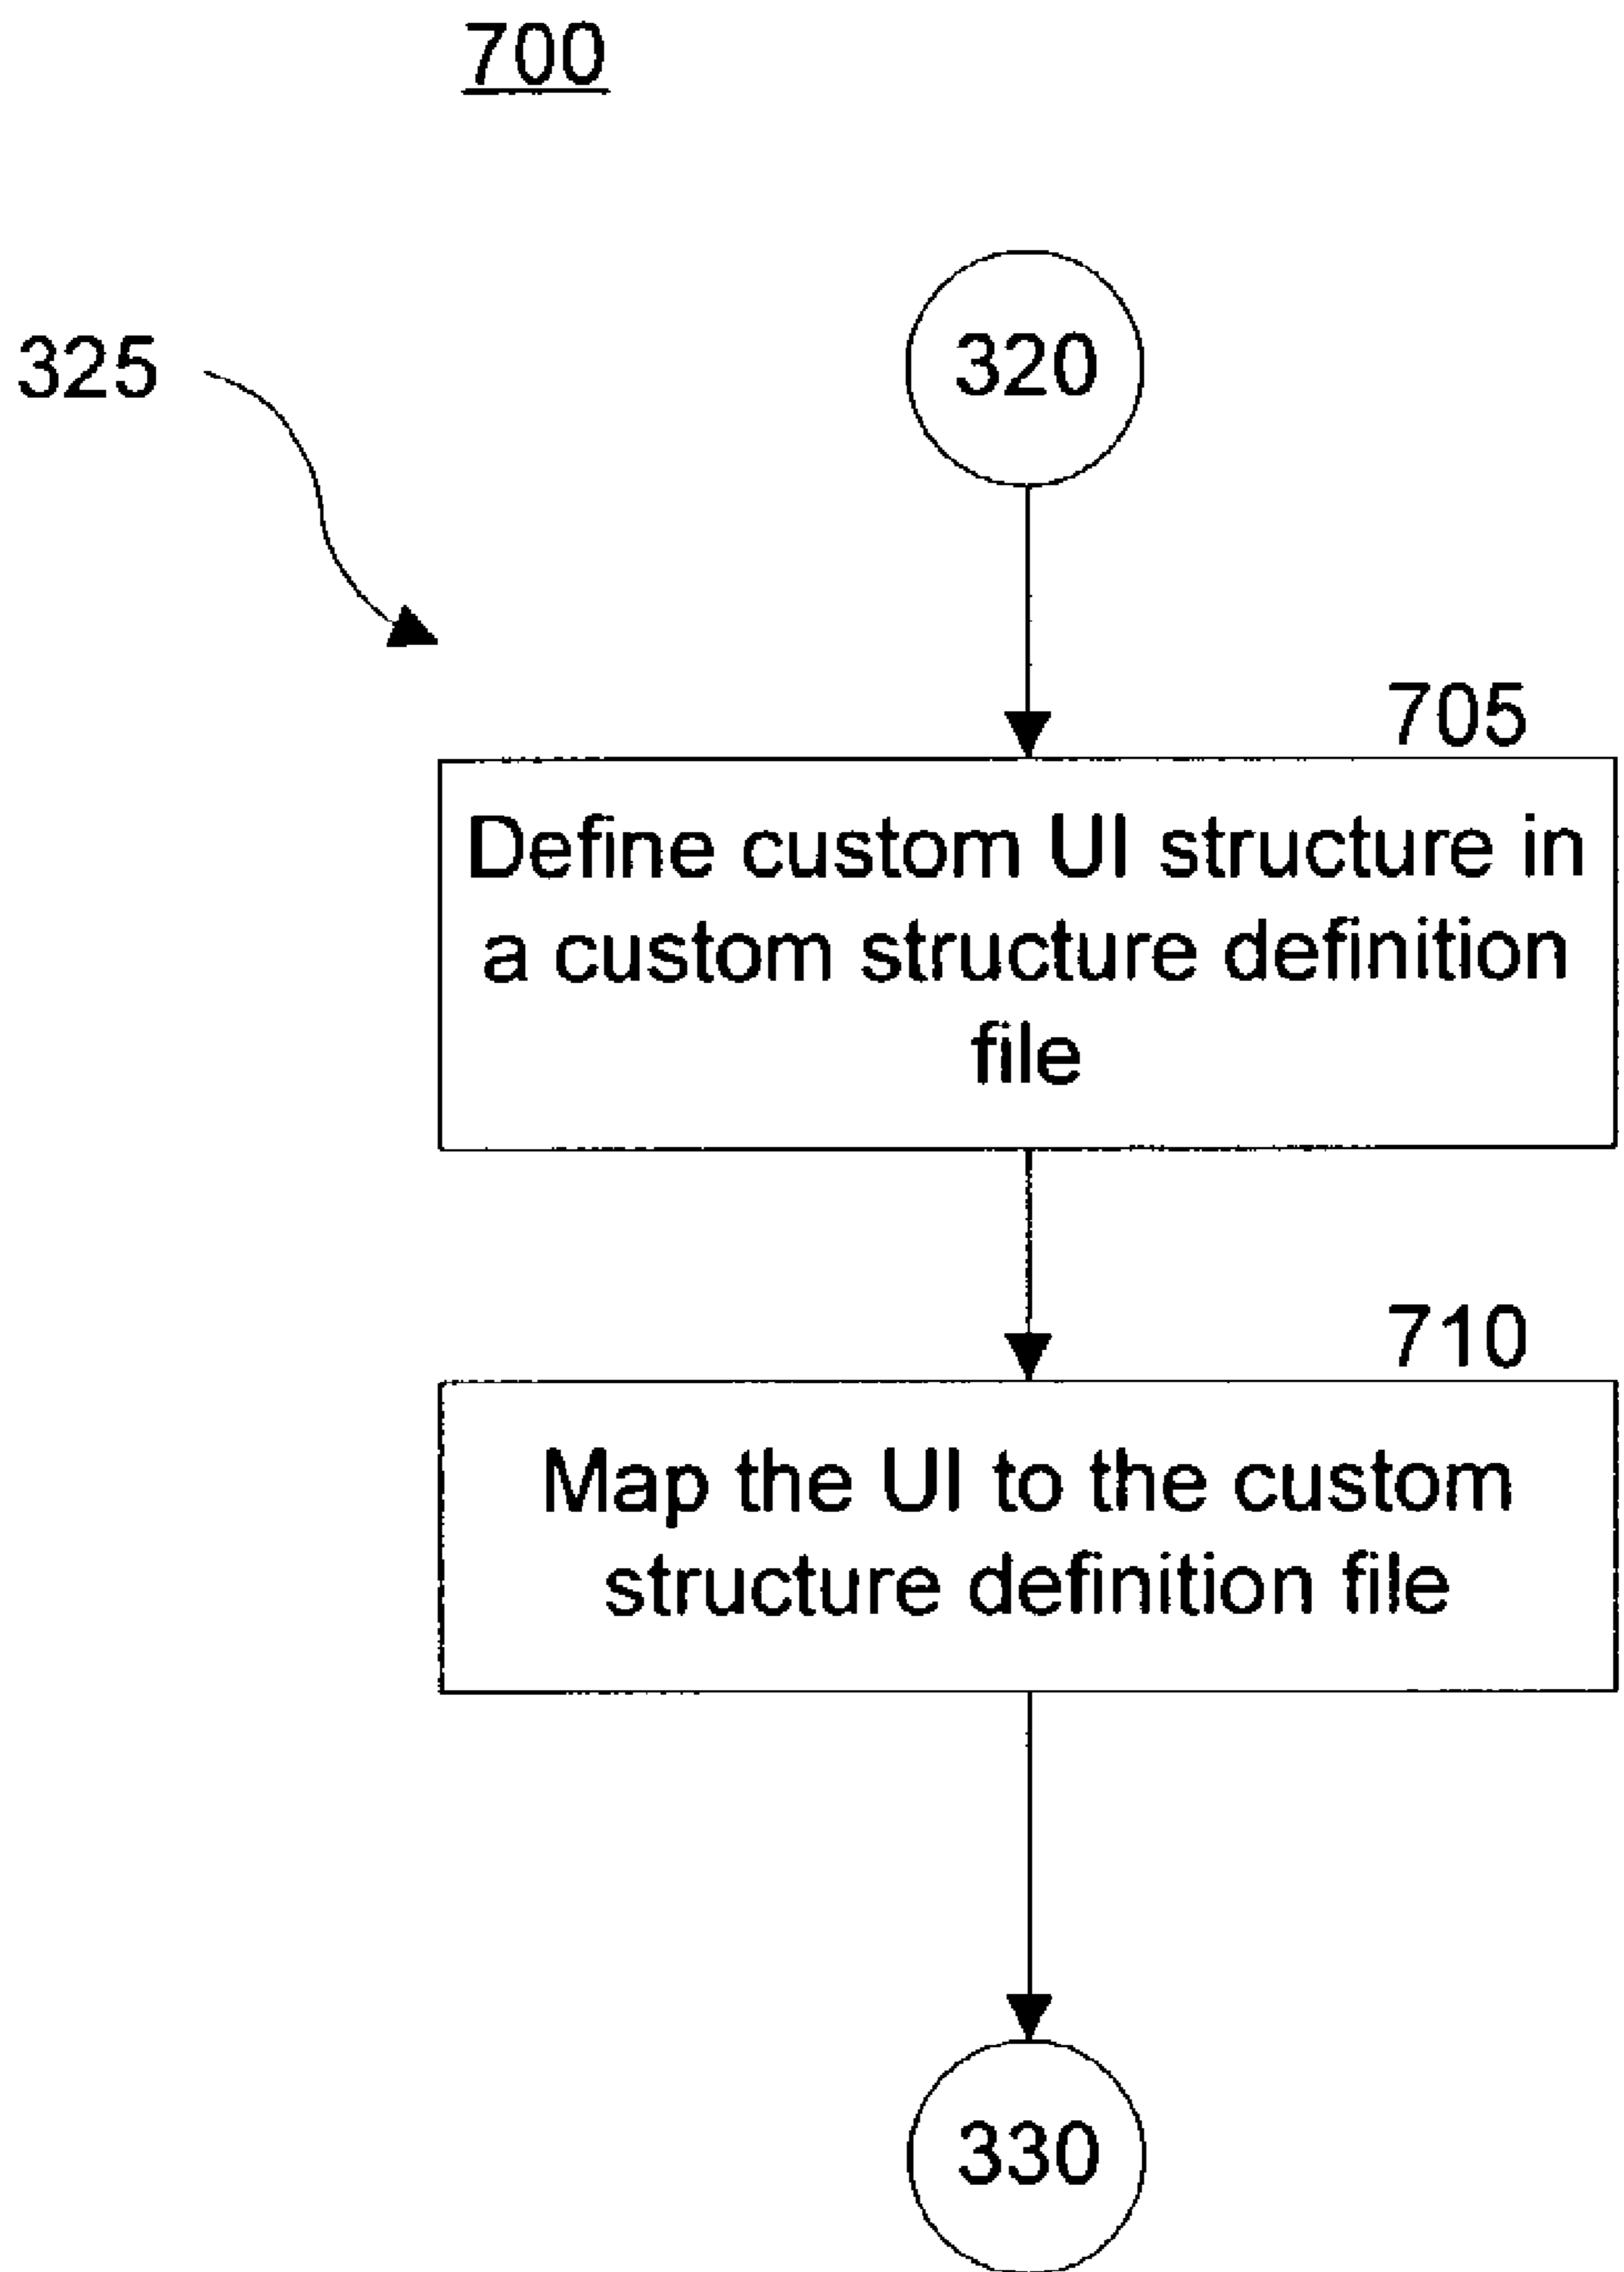 700
320
325
705
Define custom UI structure in
a custom structure definition
file
710
Map the UI to the custom
structure definition file
330